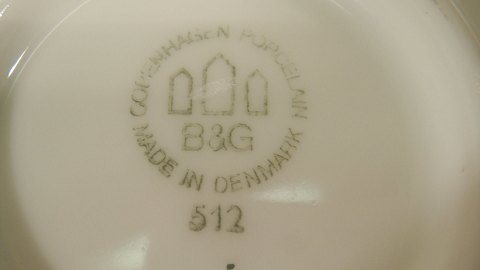 COPENHAGEN PORCELAIN
B&G
MADE IN DENMARK
512